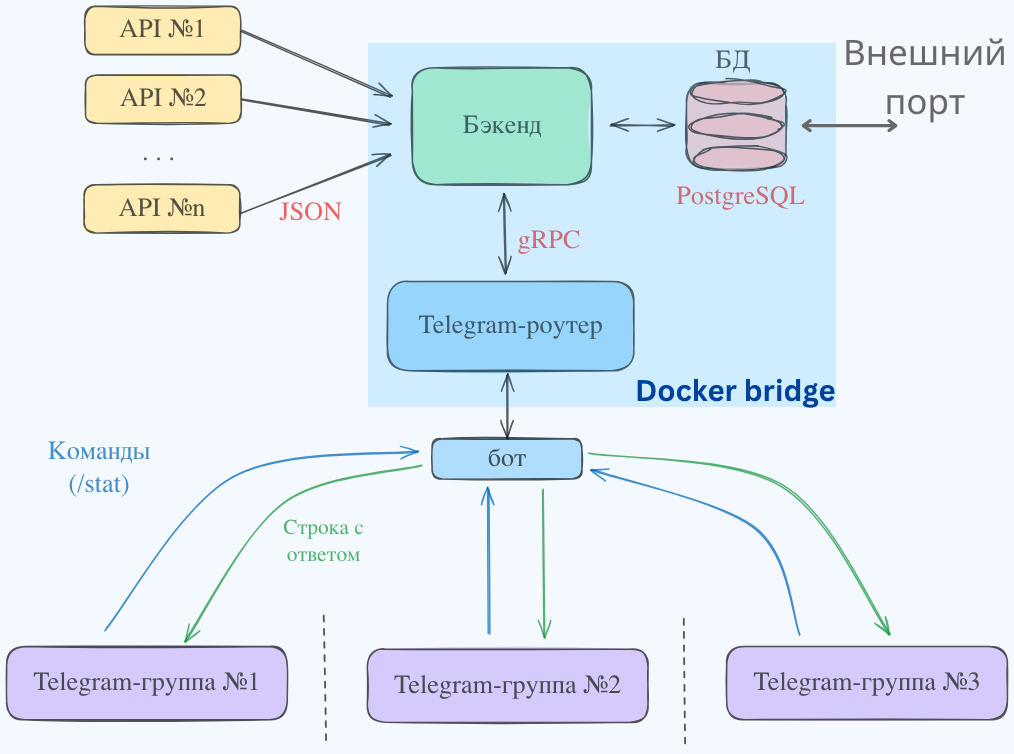 API №1
API №2
. . .
API №n
JSON
Бэкенд
БД
PostgreSQL
Внешний
порт
gRPC
Telegram-роутер
Docker bridge
бот
Команды
(/stat)
Строка с
ответом
Telegram-группа №1
Telegram-группа №2
Telegram-группа №3